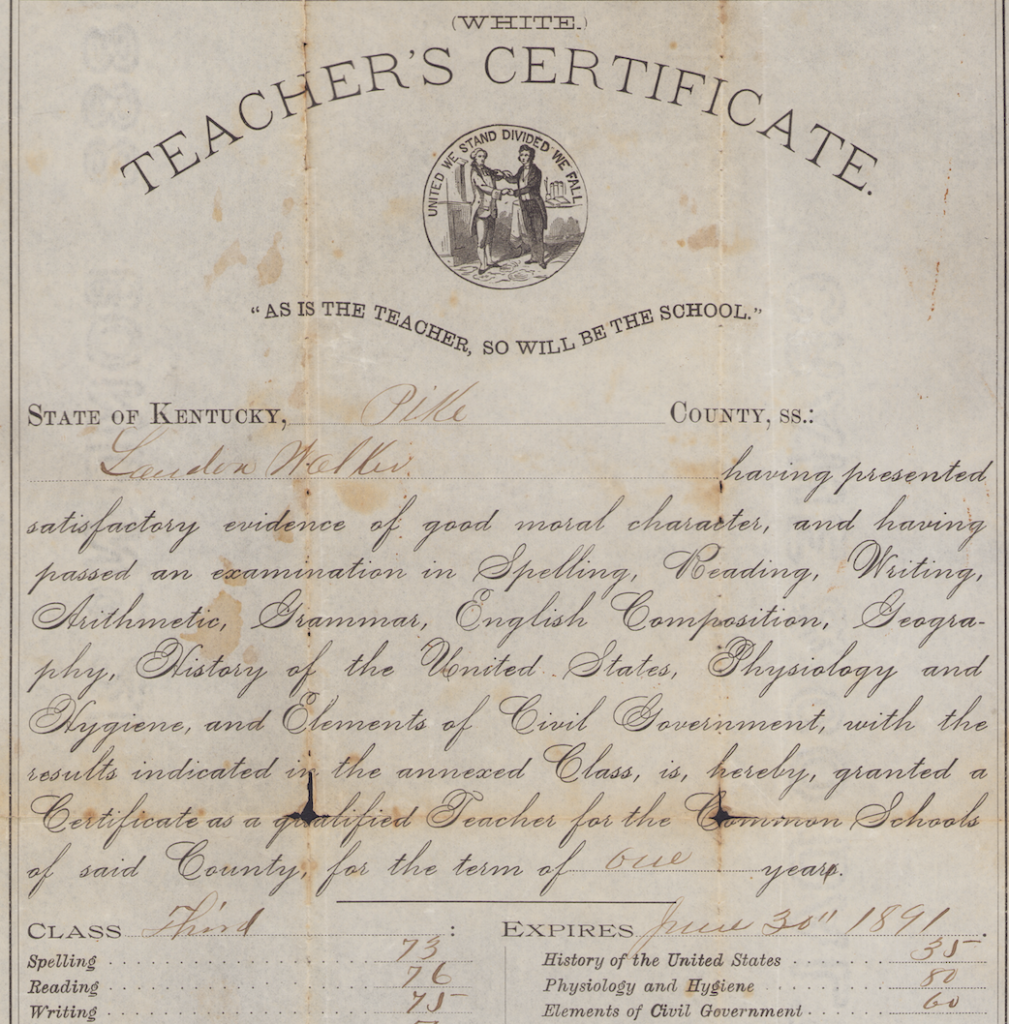 (WHITE.)
TEACHER'S CERTIFICATE.
UNITED WE STAND DIVIDED WE FALL
"AS IS THE TEACHER, SO WILL BE THE SCHOOL."
STATE OF KENTUCKY, Pike COUNTY, SS.:
Landon Walker. having presented
satisfactory evidence of good moral character, and having
passed an examination in Spelling, Reading, Writing,
Arithmetic, Grammar, English Composition, Geogra-
phy, History of the United States, Physiology and
Hygiene, and Elements of Civil Government, with the
results indicated in the annexed Class, is, hereby, granted a
Certificate as a qualified Teacher for the Common Schools
of said County, for the term of one years.
CLASS Third : EXPIRES June 30" 1891.
Spelling 73 History of the United States 35
Reading 76 Physiology and Hygiene 80
Writing 75 Elements of Civil Government 60